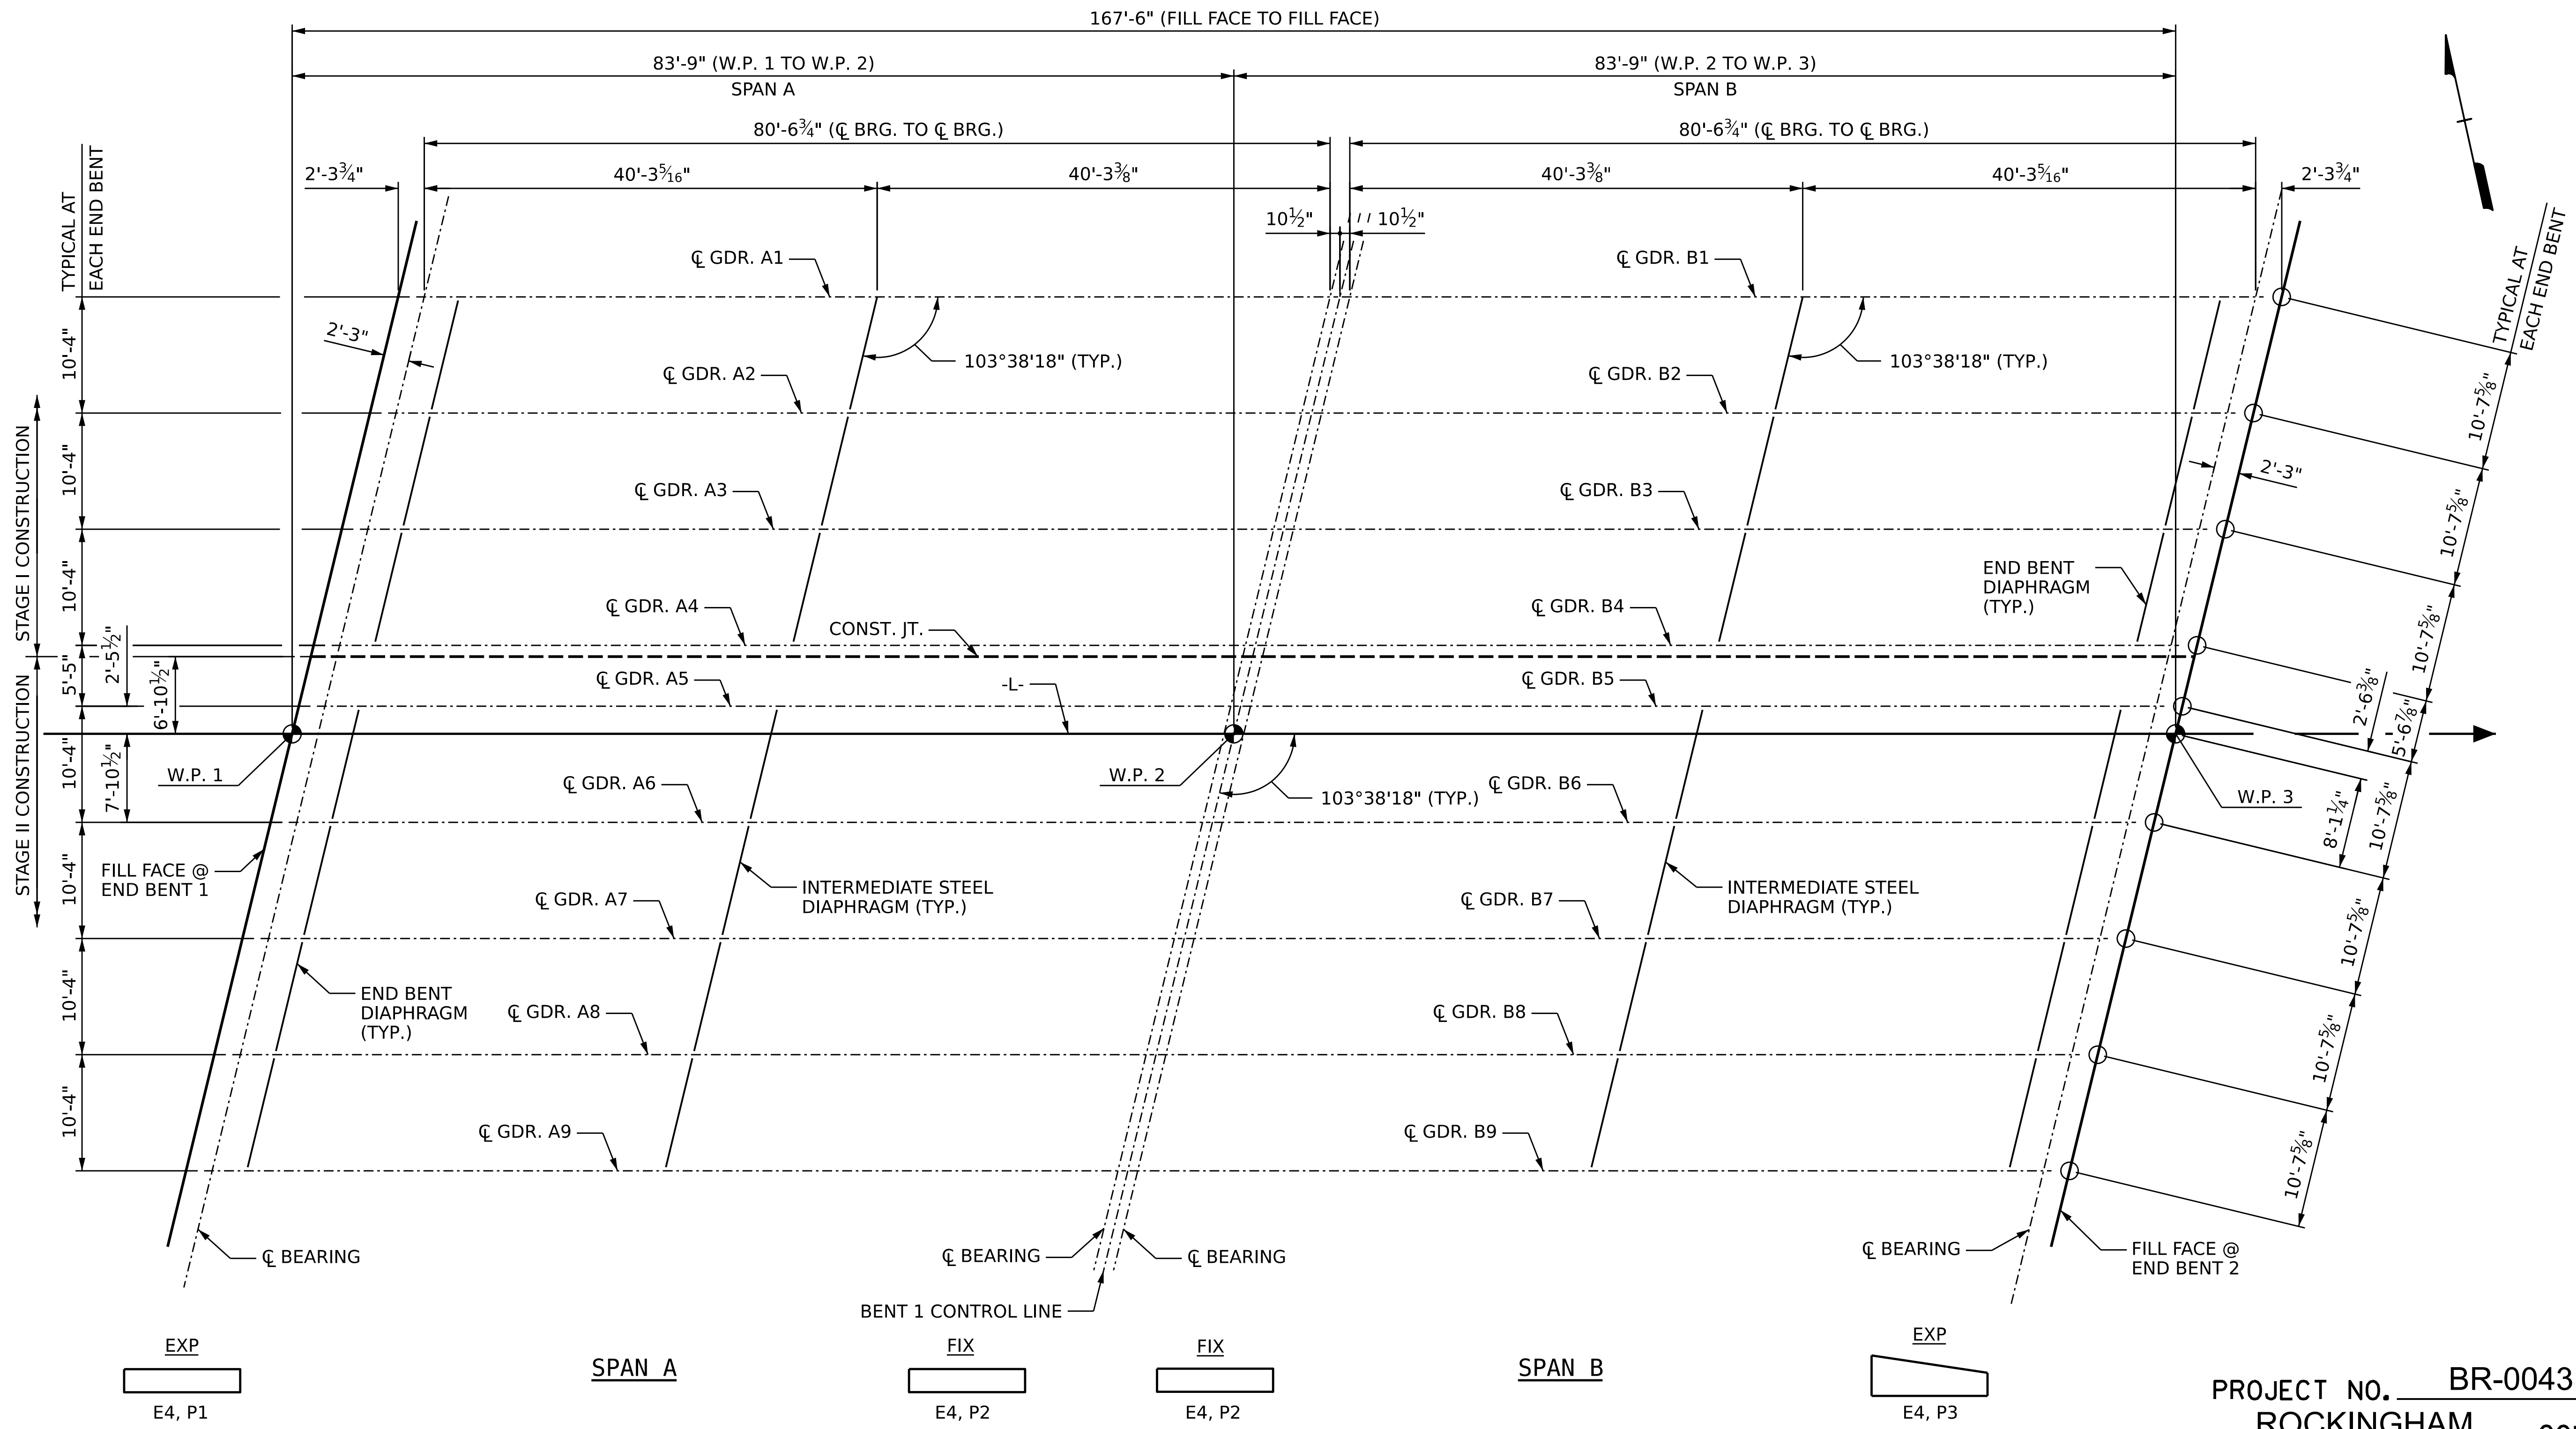 167'-6" (FILL FACE TO FILL FACE)
83'-9" (W.P. 1 TO W.P. 2)
SPAN A
83'-9" (W.P. 2 TO W.P. 3)
SPAN B
80'-6¾" (℄ BRG. TO ℄ BRG.)
80'-6¾" (℄ BRG. TO ℄ BRG.)
2'-3¾"
40'-3⁵⁄₁₆"
40'-3⅜"
40'-3⅜"
40'-3⁵⁄₁₆"
2'-3¾"
10½"
10½"
TYPICAL AT
EACH END BENT
TYPICAL AT
EACH END BENT
℄ GDR. A1
℄ GDR. B1
2'-3"
103°38'18" (TYP.)
103°38'18" (TYP.)
10'-4"
℄ GDR. A2
℄ GDR. B2
10'-7⅝"
10'-4"
℄ GDR. A3
℄ GDR. B3
2'-3"
10'-7⅝"
STAGE I CONSTRUCTION
10'-4"
℄ GDR. A4
℄ GDR. B4
END BENT
DIAPHRAGM
(TYP.)
10'-7⅝"
CONST. JT.
5'-5"
2'-5½"
6'-10½"
℄ GDR. A5
-L-
℄ GDR. B5
10'-7⅝"
2'-6⅜"
5'-6⅞"
STAGE II CONSTRUCTION
10'-4"
7'-10½"
W.P. 1
W.P. 2
W.P. 3
℄ GDR. A6
103°38'18" (TYP.)
℄ GDR. B6
8'-1¼"
10'-7⅝"
FILL FACE @
END BENT 1
10'-4"
℄ GDR. A7
INTERMEDIATE STEEL
DIAPHRAGM (TYP.)
℄ GDR. B7
INTERMEDIATE STEEL
DIAPHRAGM (TYP.)
10'-7⅝"
10'-4"
END BENT
DIAPHRAGM
(TYP.)
℄ GDR. A8
℄ GDR. B8
10'-7⅝"
10'-4"
℄ GDR. A9
℄ GDR. B9
10'-7⅝"
℄ BEARING
℄ BEARING
℄ BEARING
℄ BEARING
FILL FACE @
END BENT 2
BENT 1 CONTROL LINE
EXP
E4, P1
SPAN A
FIX
E4, P2
FIX
E4, P2
SPAN B
EXP
E4, P3
PROJECT NO. BR-0043
ROCKINGHAM